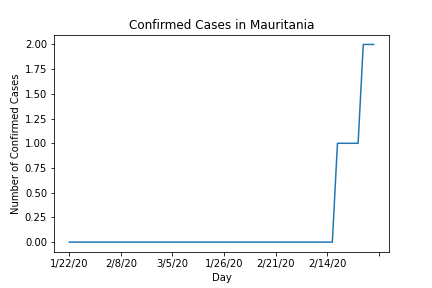 Confirmed Cases in Mauritania
Number of Confirmed Cases
2.00
1.75
1.50
1.25
1.00
0.75
0.50
0.25
0.00
1/22/20 2/8/20 3/5/20 1/26/20 2/21/20 2/14/20
Day